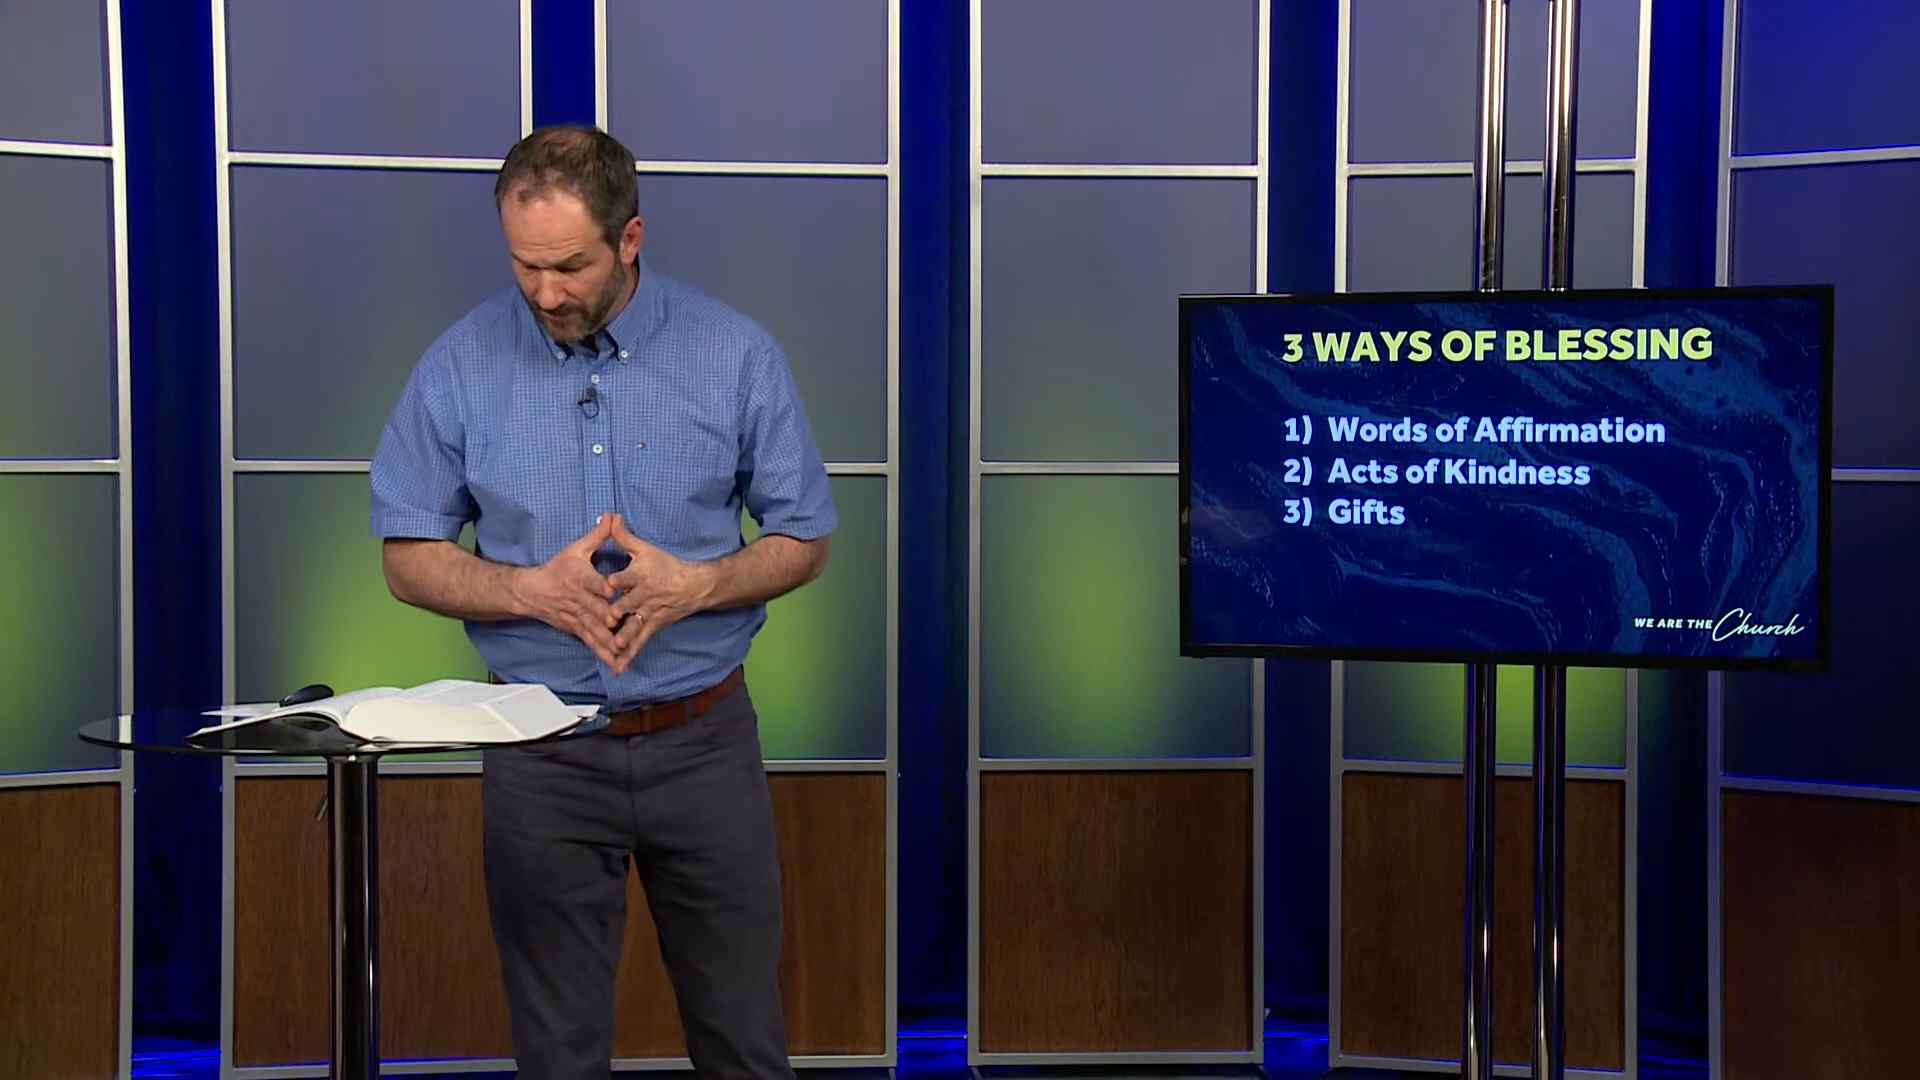 3 WAYS OF BLESSING
1) Words of Affirmation
2) Acts of Kindness
3) Gifts
WE ARE THE Church